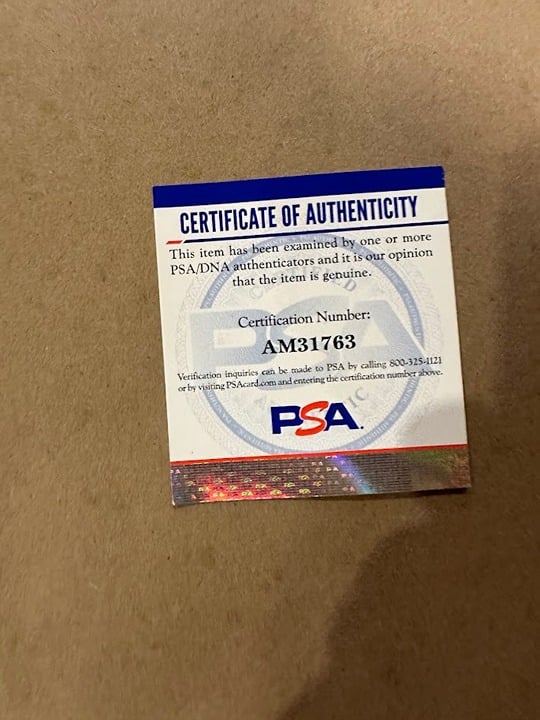 CERTIFICATE OF AUTHENTICITY
This item has been examined by one or more
PSA/DNA authenticators and it is our opinion
that the item is genuine.
Certification Number:
AM31763
Verification inquiries can be made to PSA by calling 800-325-1121
or by visiting PSAcard.com and entering the certification number above.
PSA.